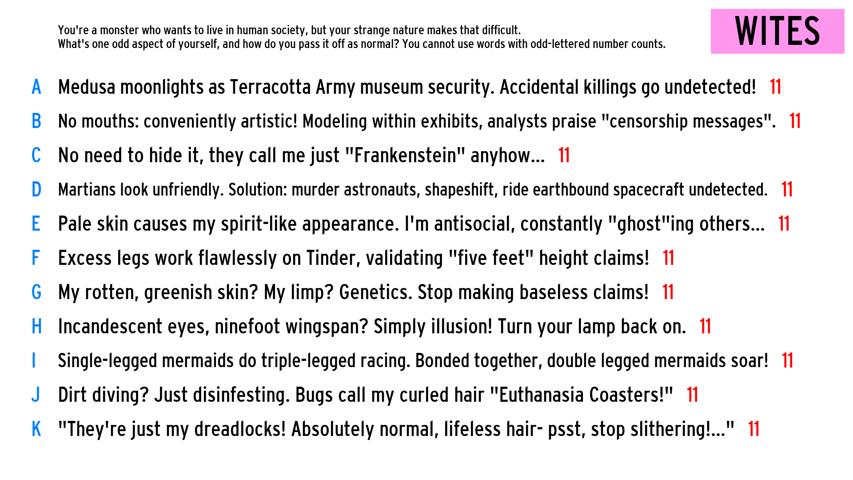 You're a monster who wants to live in human society, but your strange nature makes that difficult.
What's one odd aspect of yourself, and how do you pass it off as normal? You cannot use words with odd-lettered number counts.
WITES
A Medusa moonlights as Terracotta Army museum security. Accidental killings go undetected! 11
B No mouths: conveniently artistic! Modeling within exhibits, analysts praise "censorship messages". 11
C No need to hide it, they call me just "Frankenstein" anyhow... 11
D Martians look unfriendly. Solution: murder astronauts, shapeshift, ride earthbound spacecraft undetected. 11
E Pale skin causes my spirit-like appearance. I'm antisocial, constantly "ghost"ing others... 11
F Excess legs work flawlessly on Tinder, validating "five feet" height claims! 11
G My rotten, greenish skin? My limp? Genetics. Stop making baseless claims! 11
H Incandescent eyes, ninefoot wingspan? Simply illusion! Turn your lamp back on. 11
I Single-legged mermaids do triple-legged racing. Bonded together, double legged mermaids soar! 11
J Dirt diving? Just disinfesting. Bugs call my curled hair "Euthanasia Coasters!" 11
K "They're just my dreadlocks! Absolutely normal, lifeless hair- psst, stop slithering!..." 11